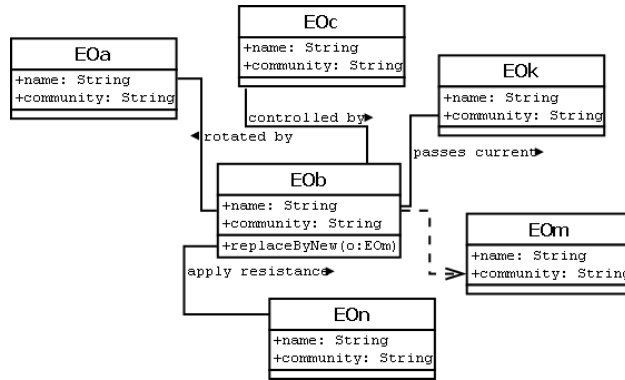 EOa
+name: String
+community: String
EOc
+name: String
+community: String
EOk
+name: String
+community: String
controlled by
rotated by
passes current
EOb
+name: String
+community: String
+replaceByNew(o:EOm)
EOm
+name: String
+community: String
apply resistance
EOn
+name: String
+community: String